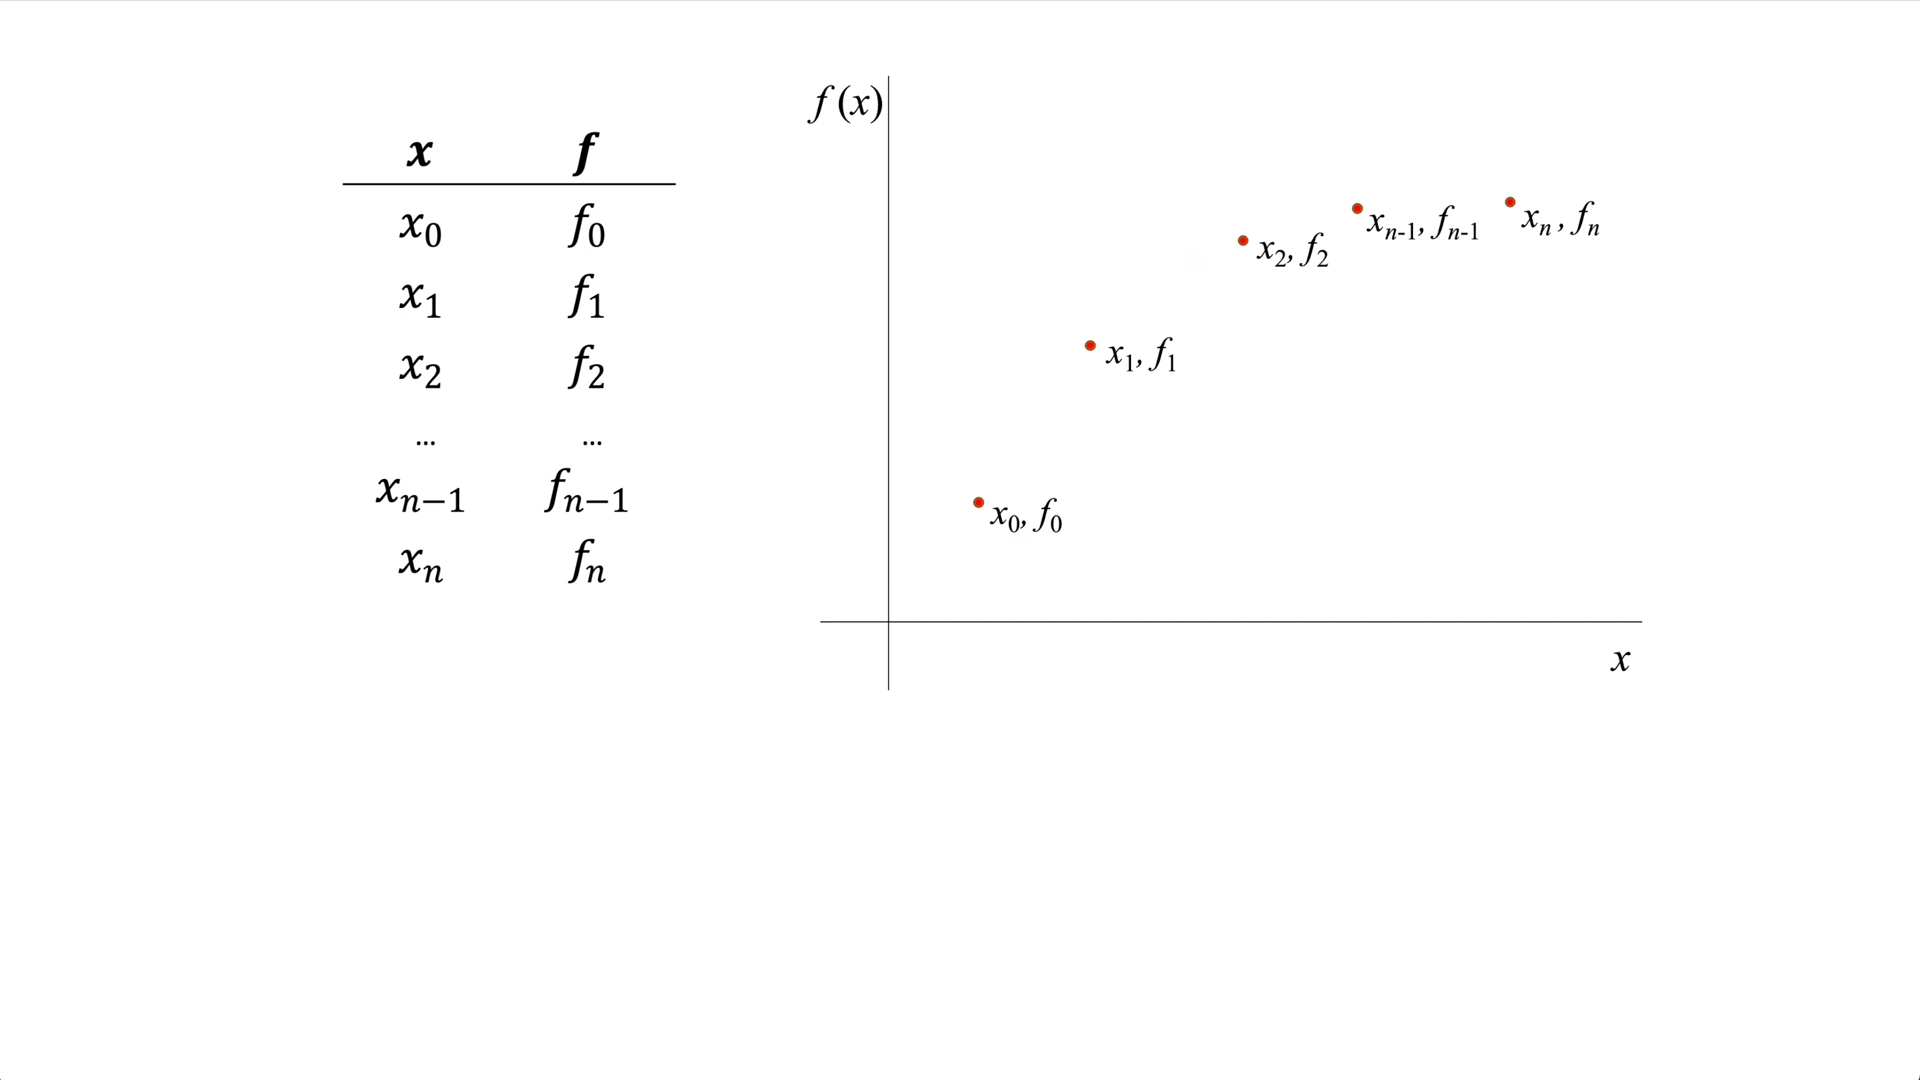 x f
x₀ f₀
x₁ f₁
x₂ f₂
... ...
xₙ₋₁ fₙ₋₁
xₙ fₙ
f(x)
xₙ₋₁, fₙ₋₁
xₙ, fₙ
x₂, f₂
x₁, f₁
x₀, f₀
x